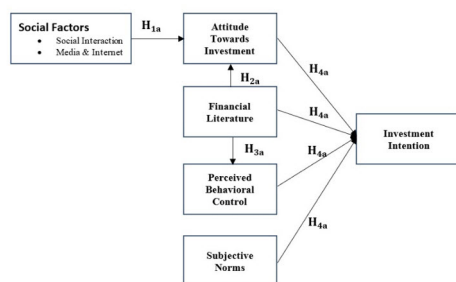 Social Factors
• Social Interaction
• Media & Internet
H1a
Attitude
Towards
Investment
H2a
H4a
Financial
Literature
H4a
H3a
Investment
Intention
Perceived
Behavioral
Control
H4a
H4a
Subjective
Norms